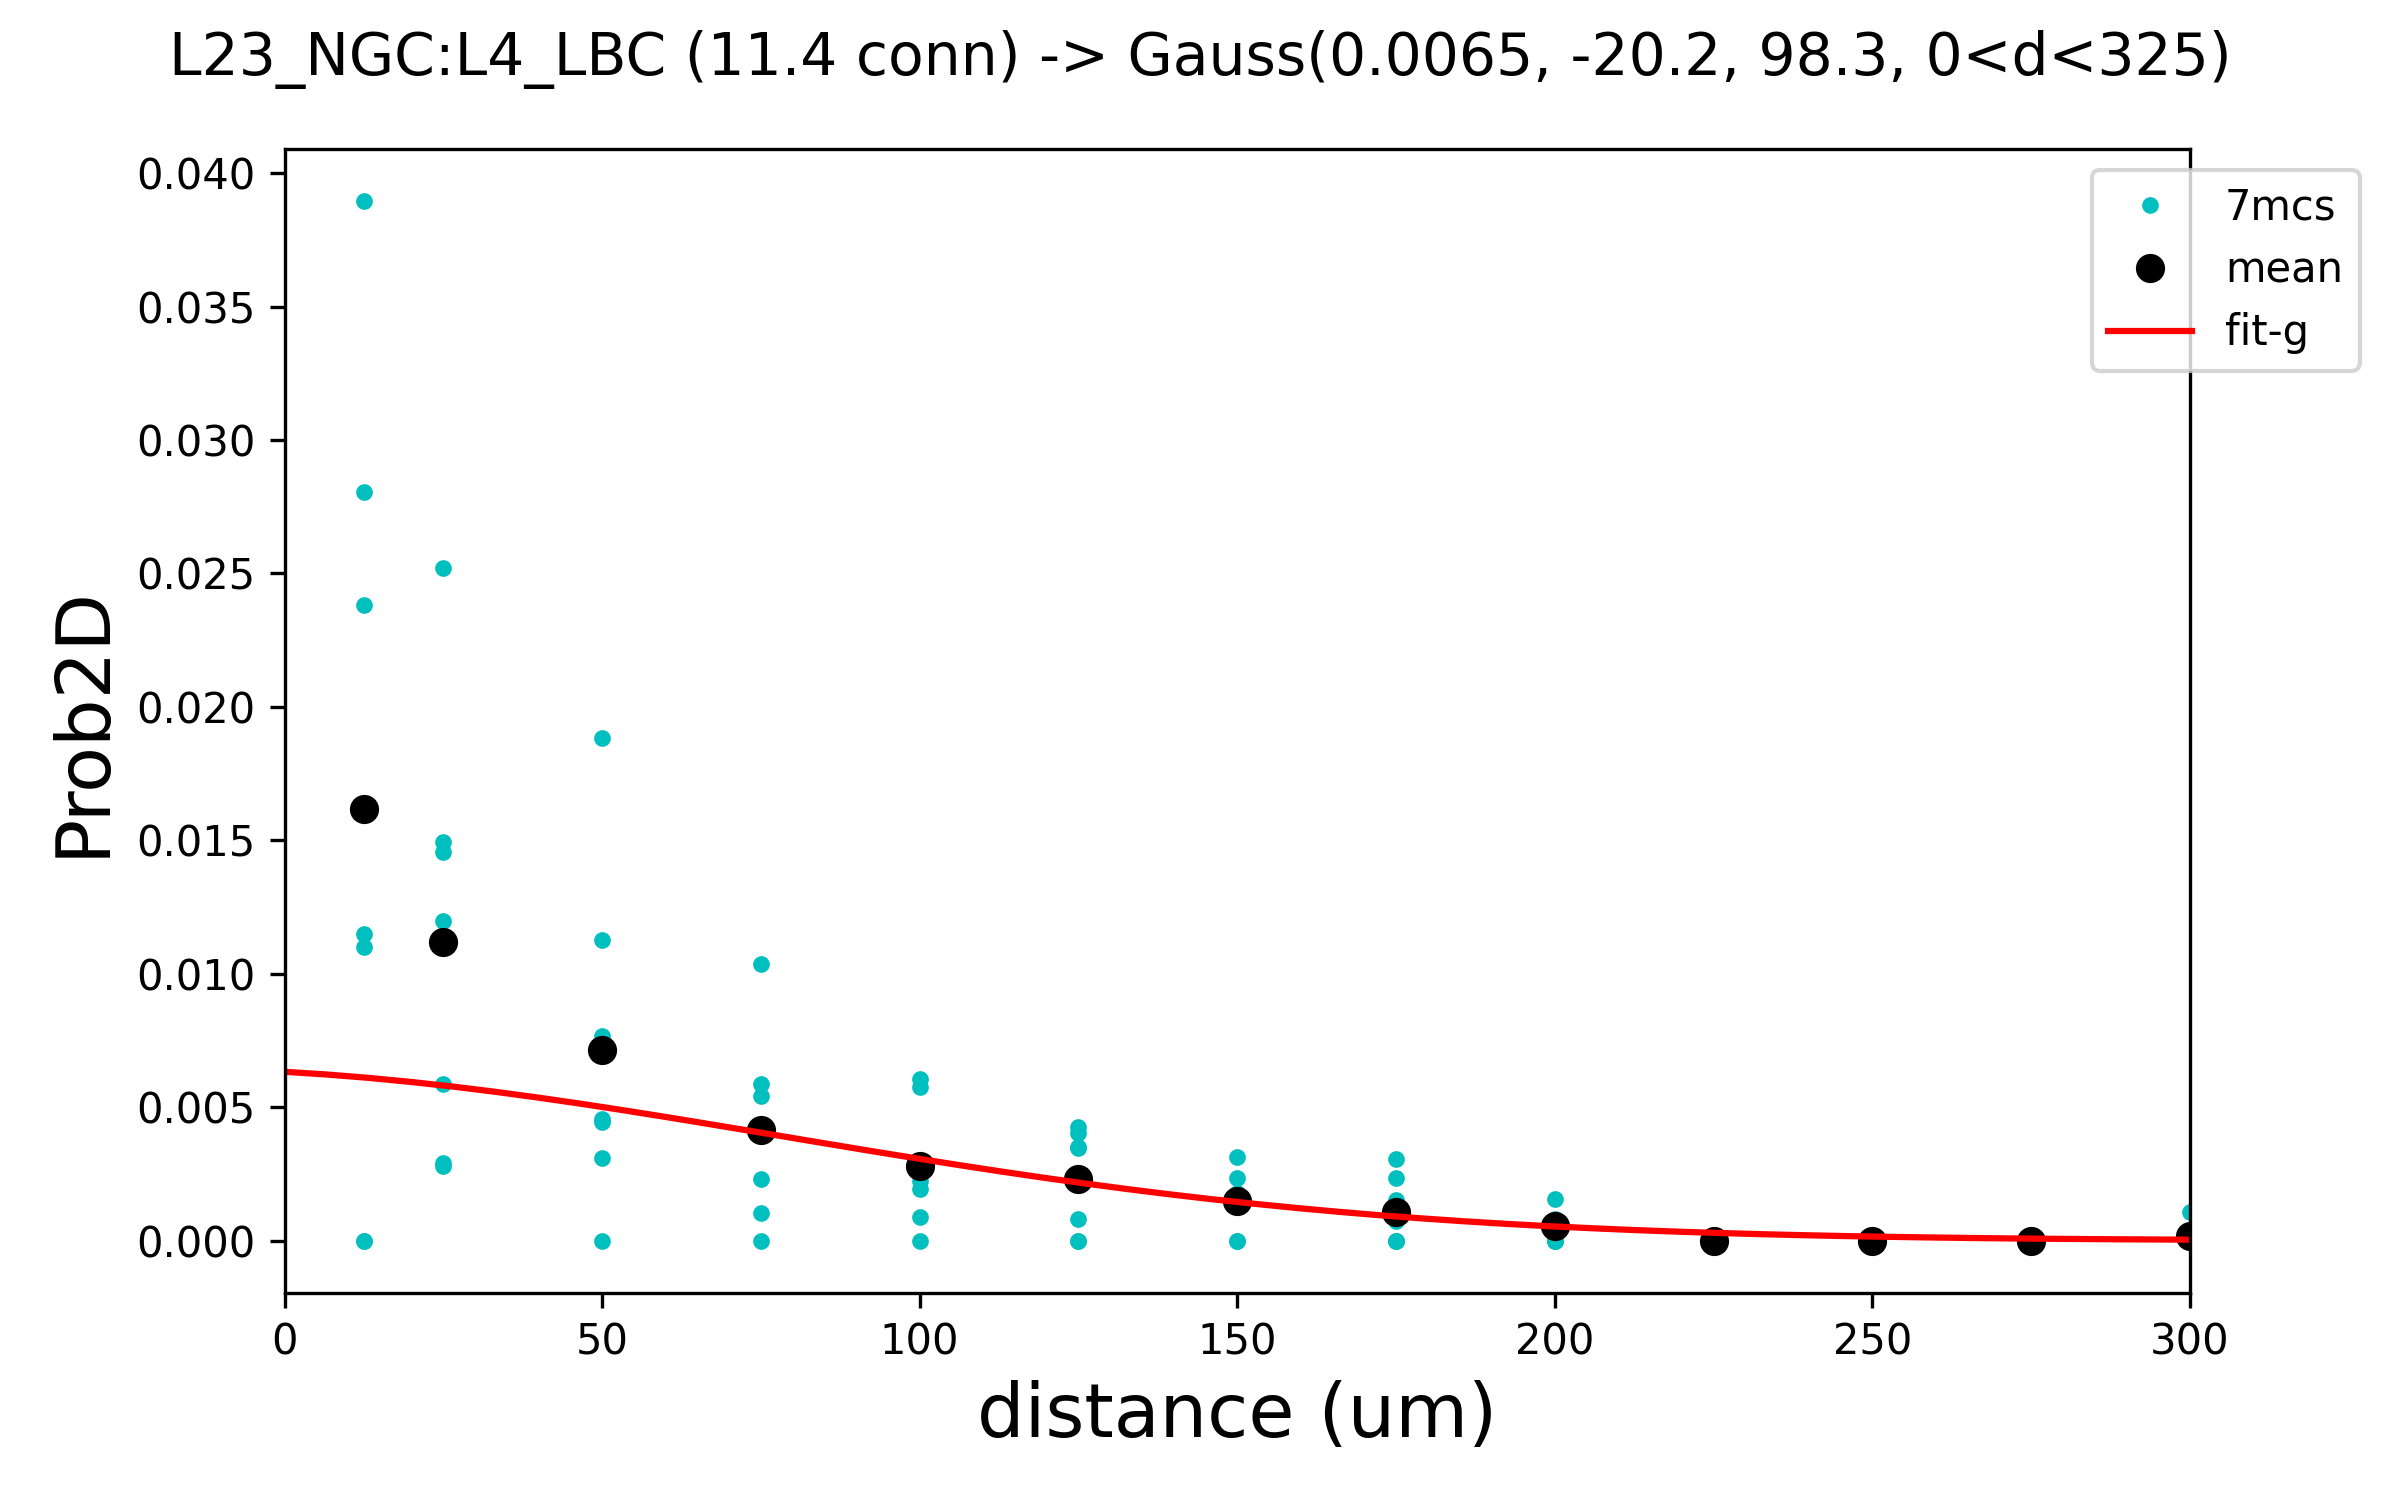 L23_NGC:L4_LBC (11.4 conn) -> Gauss(0.0065, -20.2, 98.3, 0<d<325)
0.040
0.035
0.030
0.025
0.020
0.015
0.010
0.005
0.000
Prob2D
7mcs
mean
fit-g
0 50 100 150 200 250 300
distance (um)